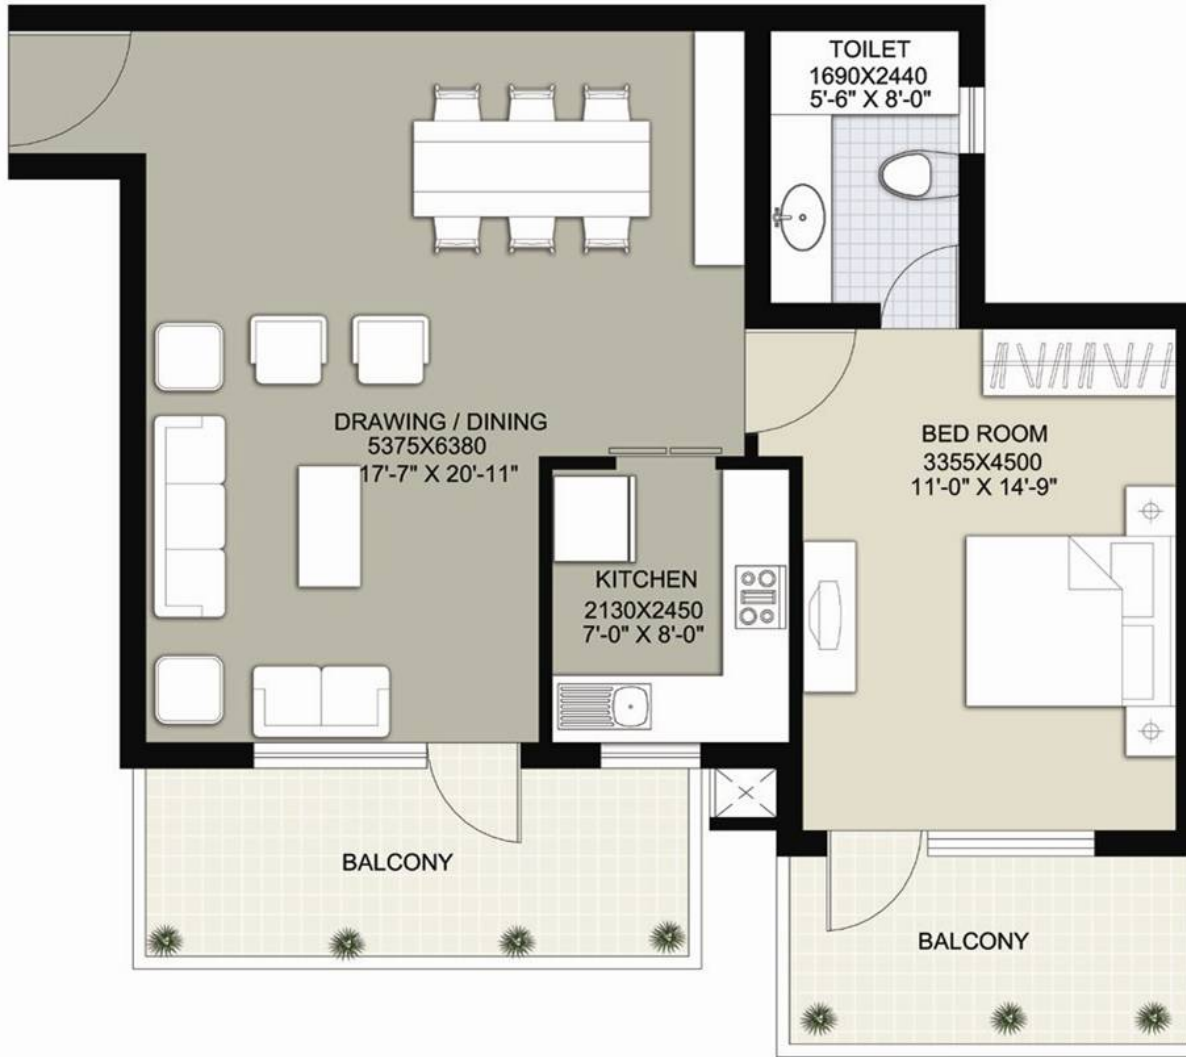 TOILET
1690X2440
5'-6" X 8'-0"
DRAWING / DINING
5375X6380
17'-7" X 20'-11"
BED ROOM
3355X4500
11'-0" X 14'-9"
KITCHEN
2130X2450
7'-0" X 8'-0"
BALCONY
BALCONY